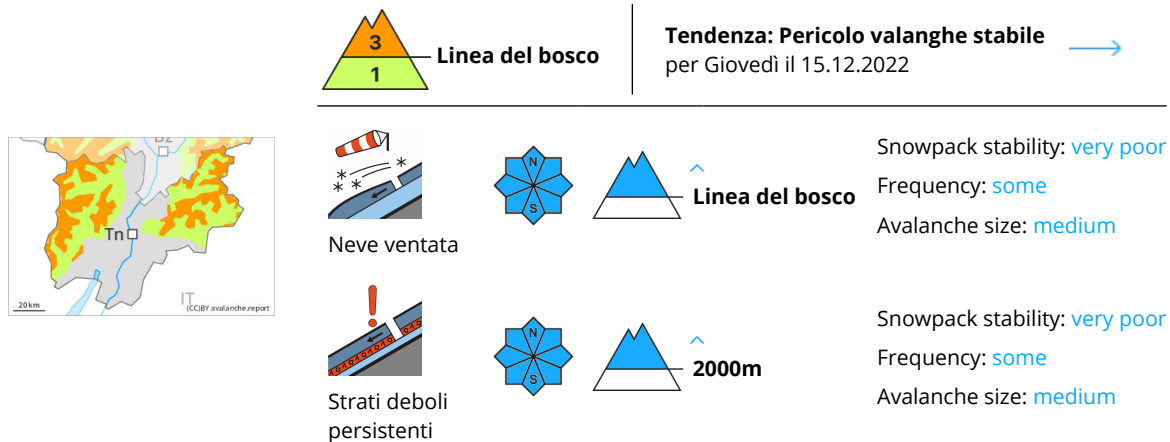 3
1
Linea del bosco
Tendenza: Pericolo valanghe stabile
per Giovedì il 15.12.2022
Bz
Tn
20 km
IT
(CC)BY avalanche.report
Neve ventata
N
S
Linea del bosco
Snowpack stability: very poor
Frequency: some
Avalanche size: medium
Strati deboli
persistenti
N
S
2000m
Snowpack stability: very poor
Frequency: some
Avalanche size: medium